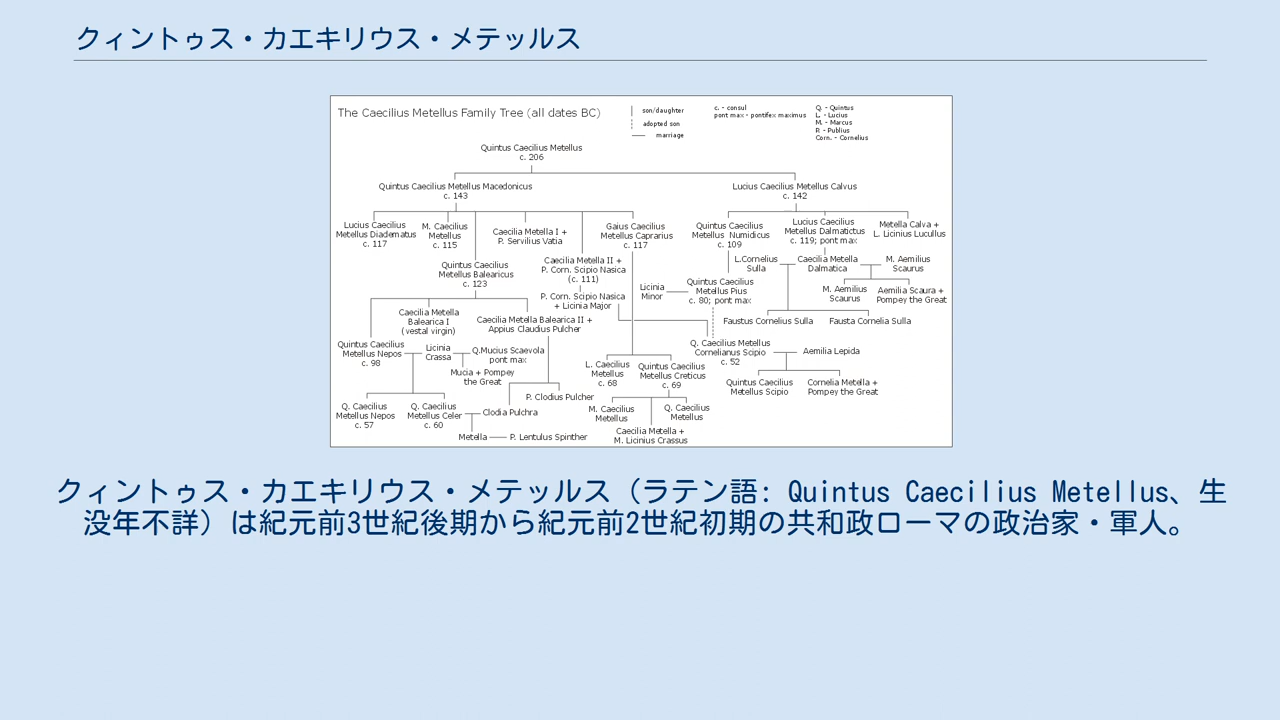 クィントゥス・カエキリウス・メテッルス
The Caecilius Metellus Family Tree (all dates BC)
son/daughter
adopted son
marriage
c. - consul
pont max - pontifex maximus
Q. - Quintus
L. - Lucius
M. - Marcus
P. - Publius
Corn. - Cornelius
Quintus Caecilius Metellus
c. 206
Quintus Caecilius Metellus Macedonicus
c. 143
Lucius Caecilius Metellus Calvus
c. 142
Lucius Caecilius
Metellus Diadematus
c. 117
M. Caecilius
Metellus
c. 115
Caecilia Metella I +
P. Servilius Vatia
Gaius Caecilius
Metellus Caprarius
c. 117
Quintus Caecilius
Metellus Numidicus
c. 109
Lucius Caecilius
Metellus Dalmatictus
c. 119; pont max
Metella Calva +
L. Licinius Lucullus
Quintus Caecilius
Metellus Balearicus
c. 123
Caecilia Metella II +
P. Corn. Scipio Nasica
(c. 111)
L.Cornelius
Sulla
Caecilia Metella
Dalmatica
M. Aemilius
Scaurus
P. Corn. Scipio Nasica
+ Licinia Major
Licinia
Minor
Quintus Caecilius
Metellus Pius
c. 80; pont max
M. Aemilius
Scaurus
Aemilia Scaura +
Pompey the Great
Caecilia Metella
Balearica I
(vestal virgin)
Caecilia Metella Balearica II +
Appius Claudius Pulcher
Faustus Cornelius Sulla
Fausta Cornelia Sulla
Quintus Caecilius
Metellus Nepos
c. 98
Licinia
Crassa
Q.Mucius Scaevola
pont max
Mucia + Pompey
the Great
Q. Caecilius Metellus
Cornelianus Scipio
c. 52
Aemilia Lepida
L. Caecilius
Metellus
c. 68
Quintus Caecilius
Metellus Creticus
c. 69
Quintus Caecilius
Metellus Scipio
Cornelia Metella +
Pompey the Great
P. Clodius Pulcher
Q. Caecilius
Metellus Nepos
c. 57
Q. Caecilius
Metellus Celer
c. 60
Clodia Pulchra
M. Caecilius
Metellus
Q. Caecilius
Metellus
Metella
P. Lentulus Spinther
Caecilia Metella +
M. Licinius Crassus
クィントゥス・カエキリウス・メテッルス（ラテン語: Quintus Caecilius Metellus、生
没年不詳）は紀元前3世紀後期から紀元前2世紀初期の共和政ローマの政治家・軍人。